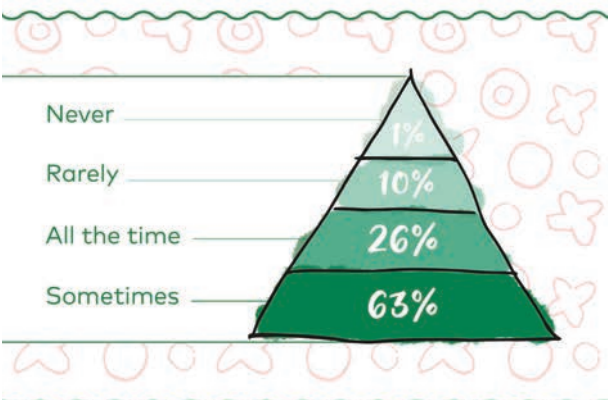 Never
1%
Rarely
10%
All the time
26%
Sometimes
63%